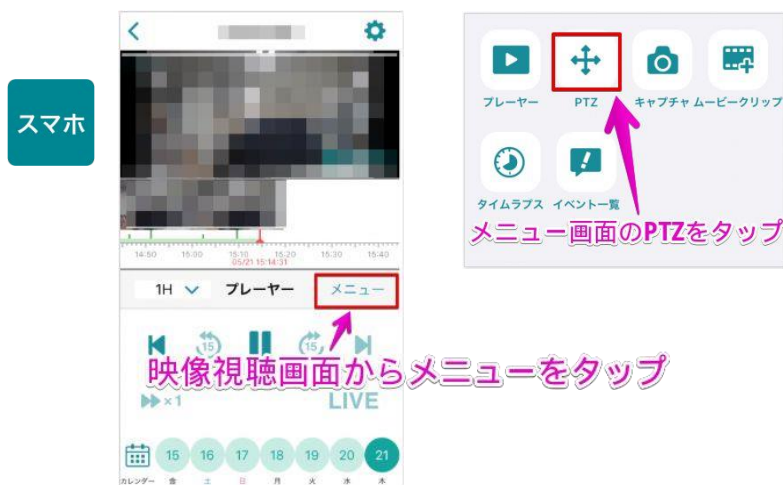 スマホ
14:50 15:00 15:10 15:20 15:30 15:40
05/21 15:14:31
1H プレーヤー メニュー
15 15
映像視聴画面からメニューをタップ
×1 LIVE
15 16 17 18 19 20 21
カレンダー 金 土 日 月 火 水 木
プレーヤー PTZ キャプチャ ムービークリップ
タイムラプス イベント一覧
メニュー画面のPTZをタップ